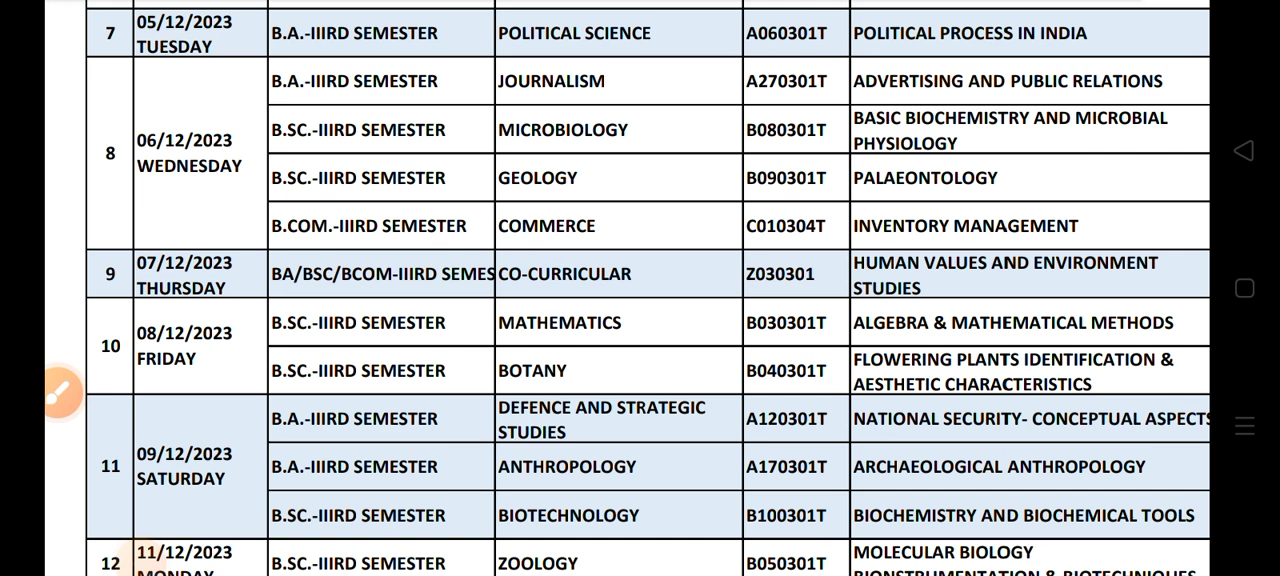 7
05/12/2023
TUESDAY
B.A.-IIIRD SEMESTER
POLITICAL SCIENCE
A060301T
POLITICAL PROCESS IN INDIA
8
06/12/2023
WEDNESDAY
B.A.-IIIRD SEMESTER
JOURNALISM
A270301T
ADVERTISING AND PUBLIC RELATIONS
B.SC.-IIIRD SEMESTER
MICROBIOLOGY
B080301T
BASIC BIOCHEMISTRY AND MICROBIAL
PHYSIOLOGY
B.SC.-IIIRD SEMESTER
GEOLOGY
B090301T
PALAEONTOLOGY
B.COM.-IIIRD SEMESTER
COMMERCE
C010304T
INVENTORY MANAGEMENT
9
07/12/2023
THURSDAY
BA/BSC/BCOM-IIIRD SEMES
CO-CURRICULAR
Z030301
HUMAN VALUES AND ENVIRONMENT
STUDIES
10
08/12/2023
FRIDAY
B.SC.-IIIRD SEMESTER
MATHEMATICS
B030301T
ALGEBRA & MATHEMATICAL METHODS
B.SC.-IIIRD SEMESTER
BOTANY
B040301T
FLOWERING PLANTS IDENTIFICATION &
AESTHETIC CHARACTERISTICS
11
09/12/2023
SATURDAY
B.A.-IIIRD SEMESTER
DEFENCE AND STRATEGIC
STUDIES
A120301T
NATIONAL SECURITY- CONCEPTUAL ASPECTS
B.A.-IIIRD SEMESTER
ANTHROPOLOGY
A170301T
ARCHAEOLOGICAL ANTHROPOLOGY
B.SC.-IIIRD SEMESTER
BIOTECHNOLOGY
B100301T
BIOCHEMISTRY AND BIOCHEMICAL TOOLS
12
11/12/2023
MONDAY
B.SC.-IIIRD SEMESTER
ZOOLOGY
B050301T
MOLECULAR BIOLOGY
BIONSTRUMENTATION & BIOTECHNIQUES